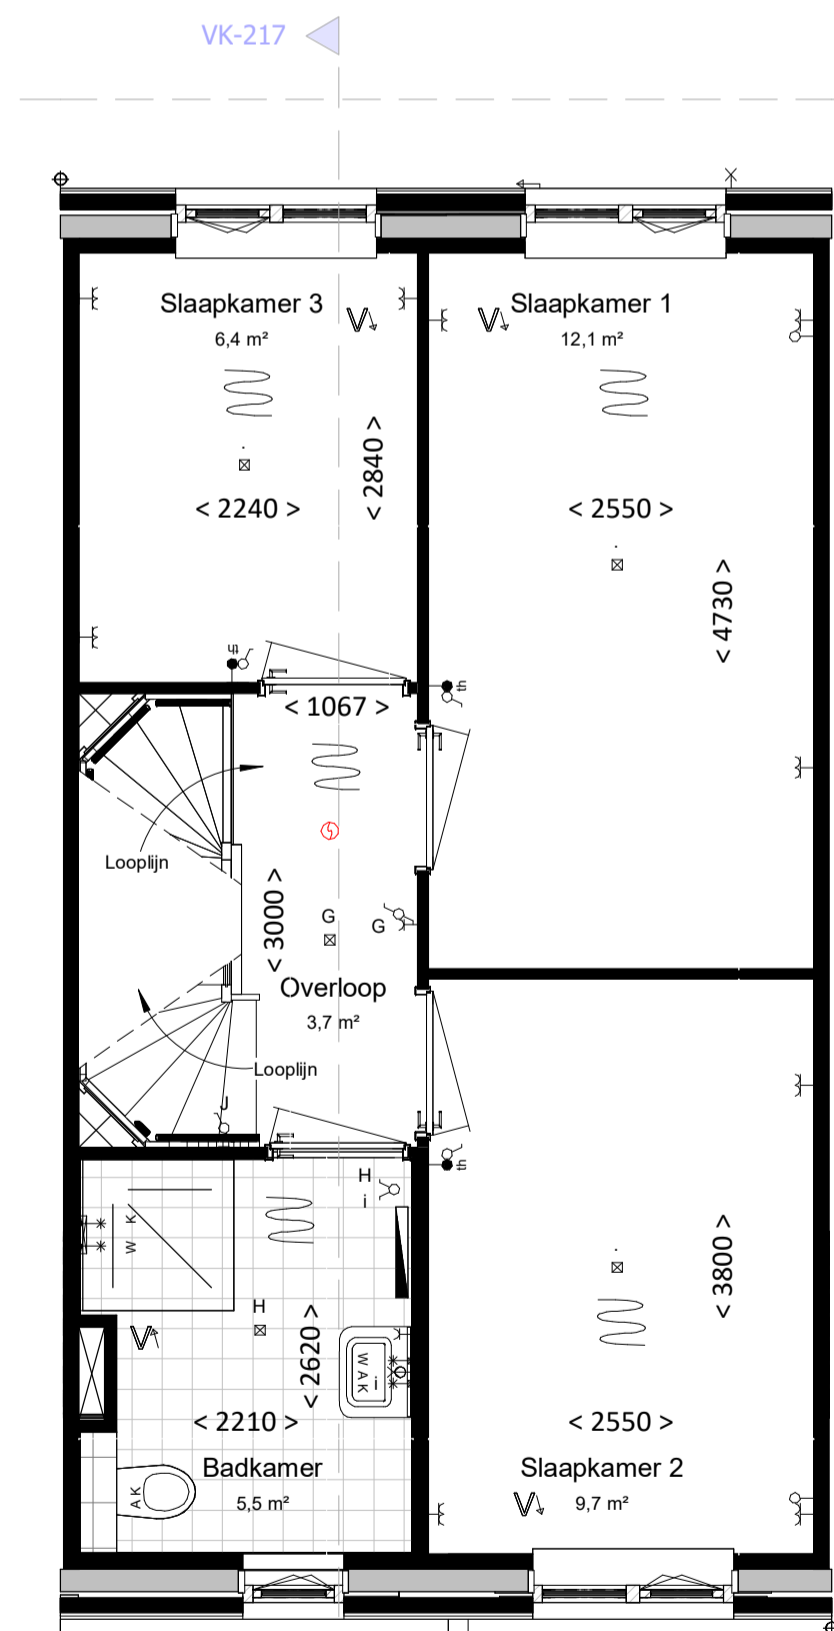 VK-217
Slaapkamer 3
6,4 m²
V
Slaapkamer 1
12,1 m²
V
< 2840 >
< 2240 >
< 2550 >
< 4730 >
th
th
< 1067 >
Looplijn
< 3000 >
G
G
Overloop
3,7 m²
Looplijn
J
th
H
i
W K
H
V
< 2620 >
W A K
i
< 3800 >
< 2210 >
< 2550 >
Badkamer
5,5 m²
A K
Slaapkamer 2
9,7 m²
V